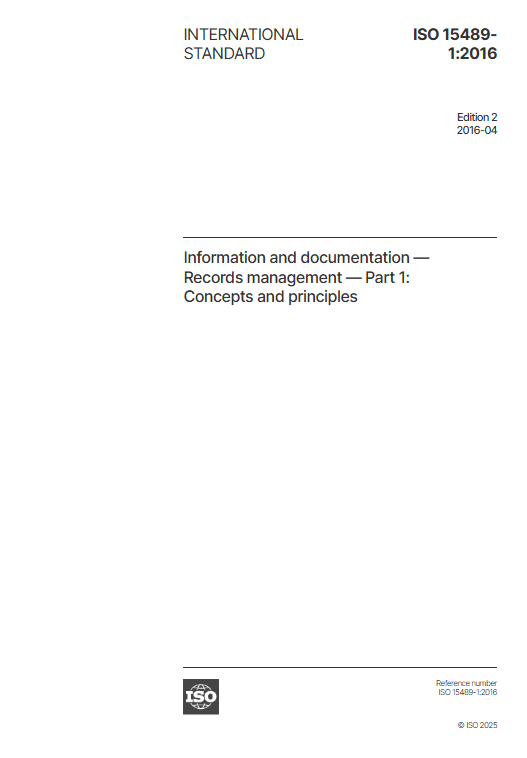 INTERNATIONAL
STANDARD
ISO 15489-
1:2016
Edition 2
2016-04
Information and documentation —
Records management — Part 1:
Concepts and principles
ISO
Reference number
ISO 15489-1:2016
© ISO 2025